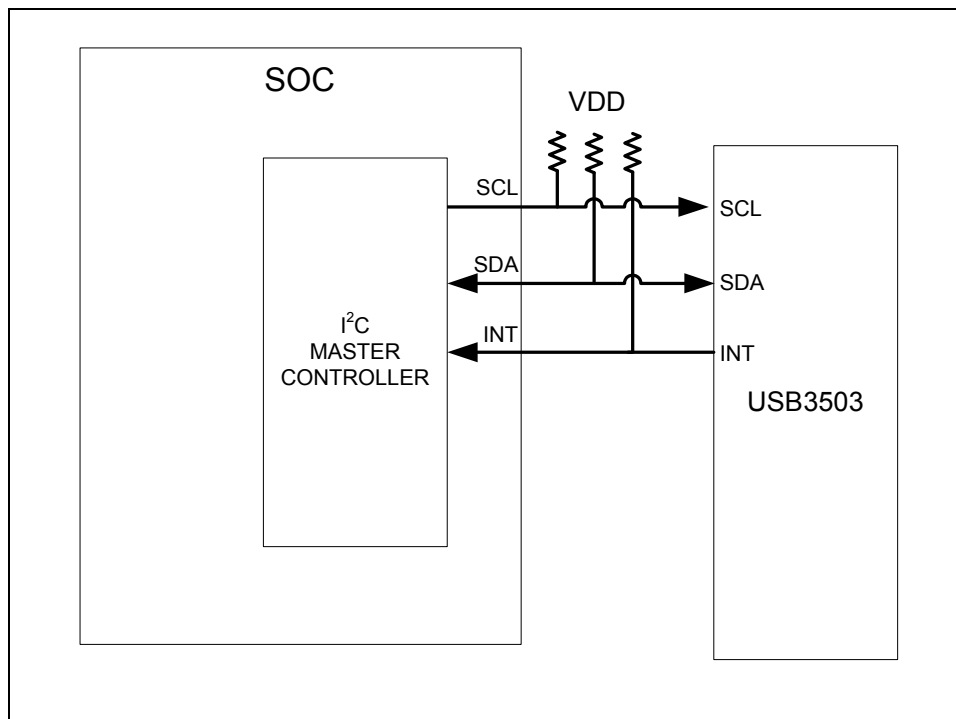 SOC
VDD
SCL
SCL
SDA
SDA
INT
INT
I²C
MASTER
CONTROLLER
USB3503